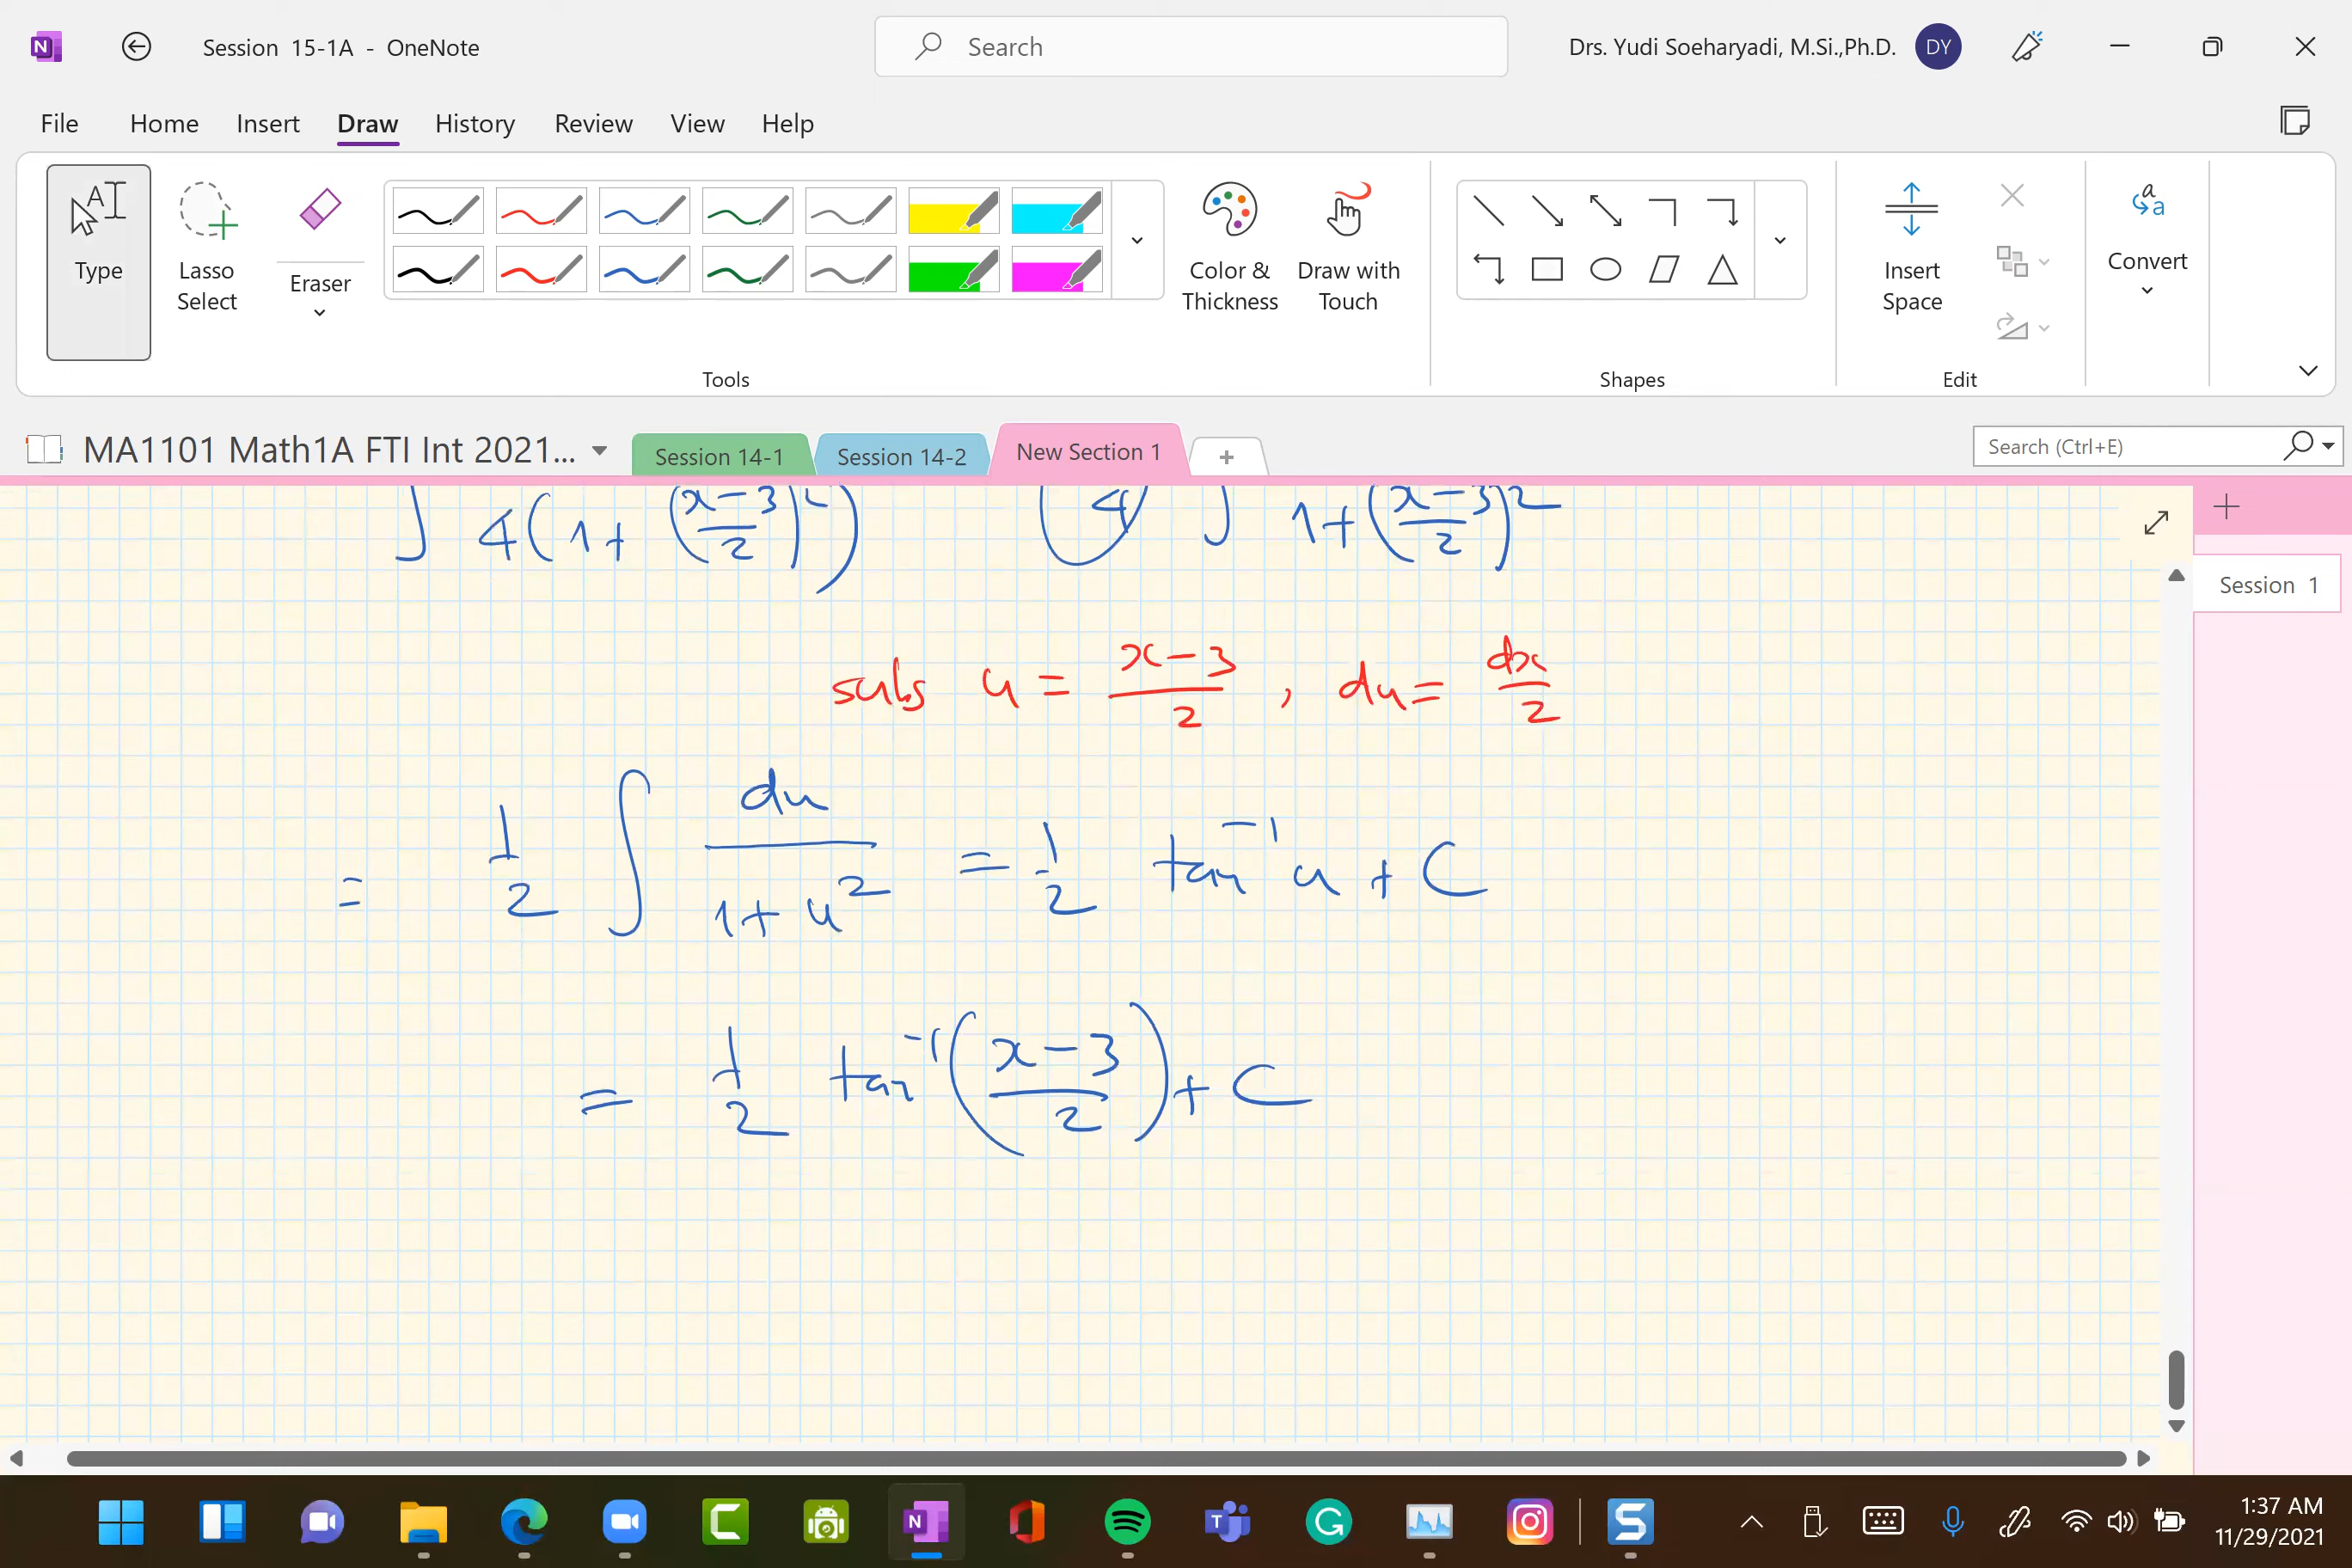 Session 15-1A - OneNote
Search
Drs. Yudi Soeharyadi, M.Si.,Ph.D.
DY
File Home Insert Draw History Review View Help
Type
Lasso Select
Eraser
Color & Thickness
Draw with Touch
Insert Space
Convert
Tools
Shapes
Edit
MA1101 Math1A FTI Int 2021...
Session 14-1
Session 14-2
New Section 1
Search (Ctrl+E)
Session 1
∫ 4(1+((x-3)/2)²) (4) ∫ 1+((x-3)/2)²
subs u = (x-3)/2 , du = dx/2
= 1/2 ∫ du/(1+u²) = 1/2 tan⁻¹ u + C
= 1/2 tan⁻¹((x-3)/2) + C
1:37 AM
11/29/2021